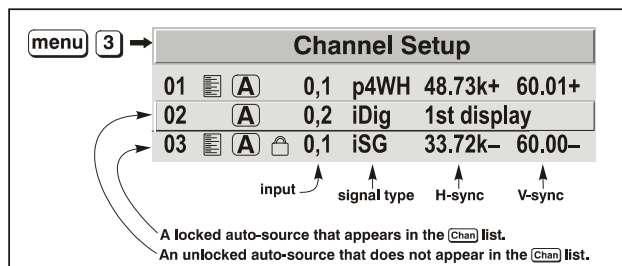 menu 3 Channel Setup
01 A 0,1 p4WH 48.73k+ 60.01+
02 A 0,2 iDig 1st display
03 A 0,1 iSG 33.72k– 60.00–
input signal type H-sync V-sync
A locked auto-source that appears in the Chan list.
An unlocked auto-source that does not appear in the Chan list.